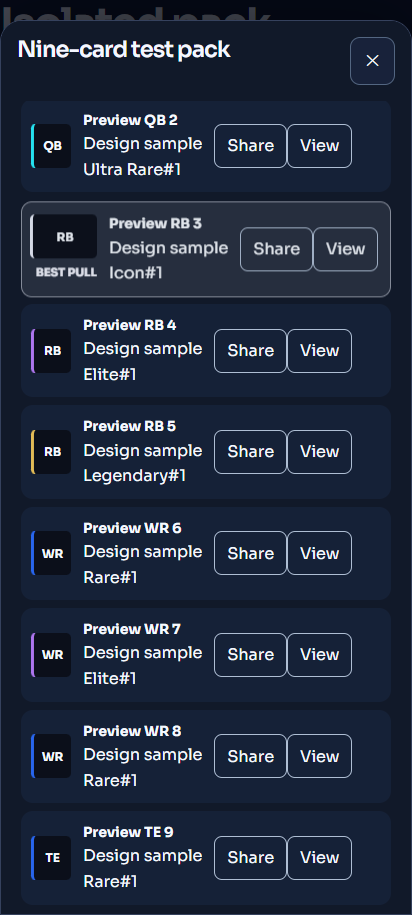 Isolated pack
Nine-card test pack
×
QB
Preview QB 2
Design sample
Ultra Rare#1
Share
View
RB
BEST PULL
Preview RB 3
Design sample
Icon#1
Share
View
RB
Preview RB 4
Design sample
Elite#1
Share
View
RB
Preview RB 5
Design sample
Legendary#1
Share
View
WR
Preview WR 6
Design sample
Rare#1
Share
View
WR
Preview WR 7
Design sample
Elite#1
Share
View
WR
Preview WR 8
Design sample
Rare#1
Share
View
TE
Preview TE 9
Design sample
Rare#1
Share
View